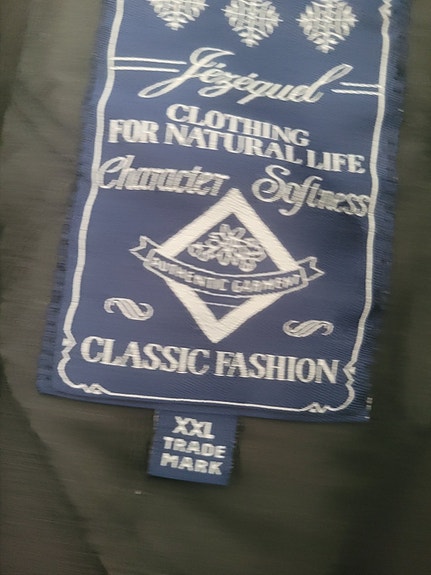 Jézéquel
CLOTHING
FOR NATURAL LIFE
Character Softness
AUTHENTIC GARMENT
CLASSIC FASHION
XXL
TRADE
MARK